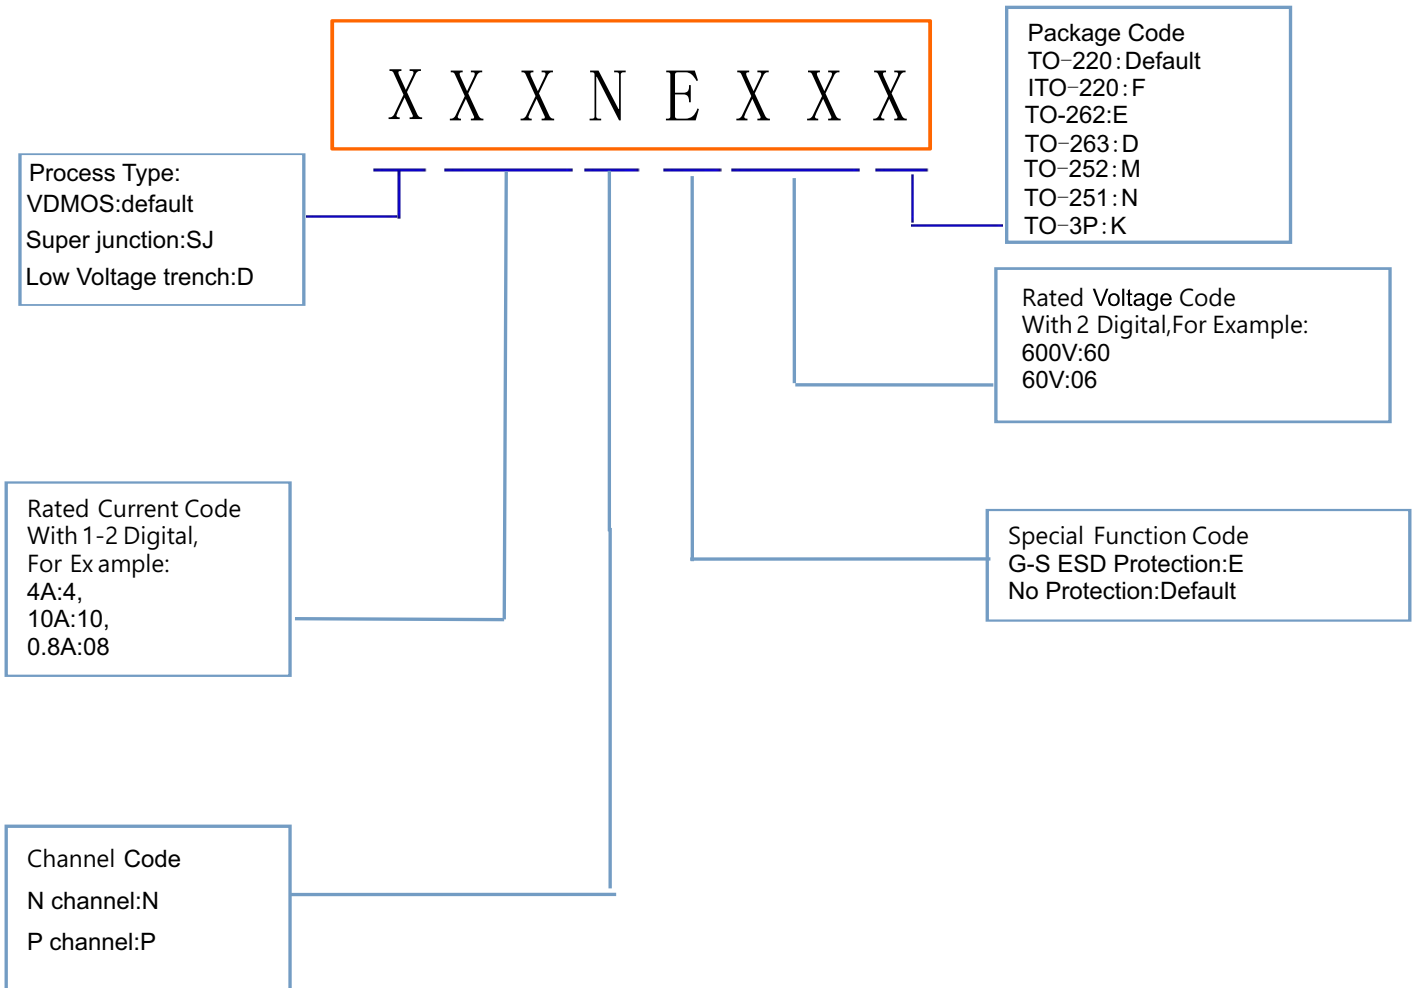 X X X N E X X X
Process Type:
VDMOS:default
Super junction:SJ
Low Voltage trench:D
Package Code
TO-220:Default
ITO-220:F
TO-262:E
TO-263:D
TO-252:M
TO-251:N
TO-3P:K
Rated Voltage Code
With 2 Digital,For Example:
600V:60
60V:06
Rated Current Code
With 1-2 Digital,
For Ex ample:
4A:4,
10A:10,
0.8A:08
Special Function Code
G-S ESD Protection:E
No Protection:Default
Channel Code
N channel:N
P channel:P